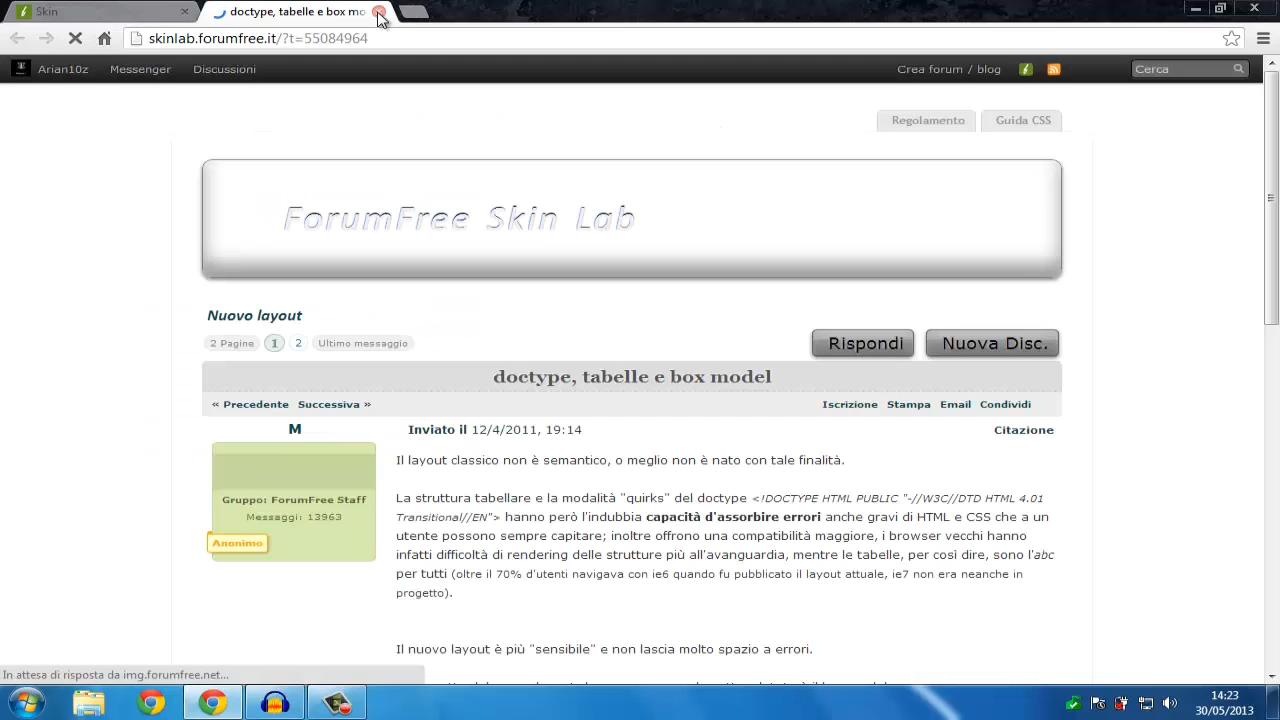 Skin
doctype, tabelle e box mo
skinlab.forumfree.it/?t=55084964
Arian10z Messenger Discussioni Crea forum / blog Cerca
Regolamento Guida CSS
ForumFree Skin Lab
Nuovo layout
2 Pagine 1 2 Ultimo messaggio Rispondi Nuova Disc.
doctype, tabelle e box model
« Precedente Successiva » Iscrizione Stampa Email Condividi
M Inviato il 12/4/2011, 19:14 Citazione
Il layout classico non è semantico, o meglio non è nato con tale finalità.
Gruppo: ForumFree Staff
Messaggi: 13963
Anonimo
La struttura tabellare e la modalità "quirks" del doctype <!DOCTYPE HTML PUBLIC "-//W3C//DTD HTML 4.01
Transitional//EN"> hanno però l'indubbia capacità d'assorbire errori anche gravi di HTML e CSS che a un
utente possono sempre capitare; inoltre offrono una compatibilità maggiore, i browser vecchi hanno
infatti difficoltà di rendering delle strutture più all'avanguardia, mentre le tabelle, per così dire, sono l'abc
per tutti (oltre il 70% d'utenti navigava con ie6 quando fu pubblicato il layout attuale, ie7 non era neanche in
progetto).
Il nuovo layout è più "sensibile" e non lascia molto spazio a errori.
In attesa di risposta da img.forumfree.net...
14:23
30/05/2013